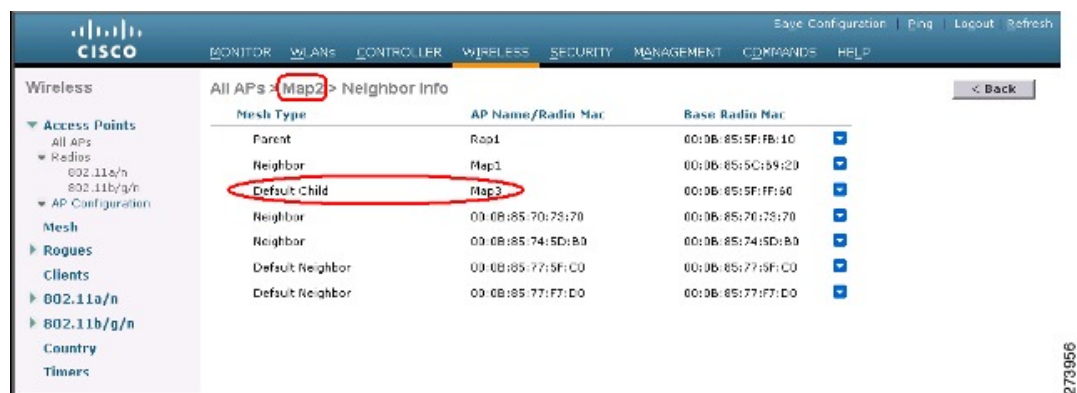 Save Configuration | Ping | Logout Refresh
CISCO MONITOR WLANs CONTROLLER WIRELESS SECURITY MANAGEMENT COMMANDS HELP
Wireless
Access Points
All APs
Radios
802.11a/n
802.11b/g/n
AP Configuration
Mesh
Rogues
Clients
802.11a/n
802.11b/g/n
Country
Timers
All APs > Map2 > Neighbor Info
< Back
Mesh Type AP Name/Radio Mac Base Radio Mac
Parent Rap1 00:0B:85:5F:FB:10
Neighbor Map1 00:0B:85:5C:B9:20
Default Child Map3 00:0B:85:5F:FF:60
Neighbor 00:0B:85:70:73:70 00:0B:85:70:73:70
Neighbor 00:0B:85:74:5D:B0 00:0B:85:74:5D:B0
Default Neighbor 00:0B:85:77:5F:C0 00:0B:85:77:5F:C0
Default Neighbor 00:0B:85:77:F7:D0 00:0B:85:77:F7:D0
273956